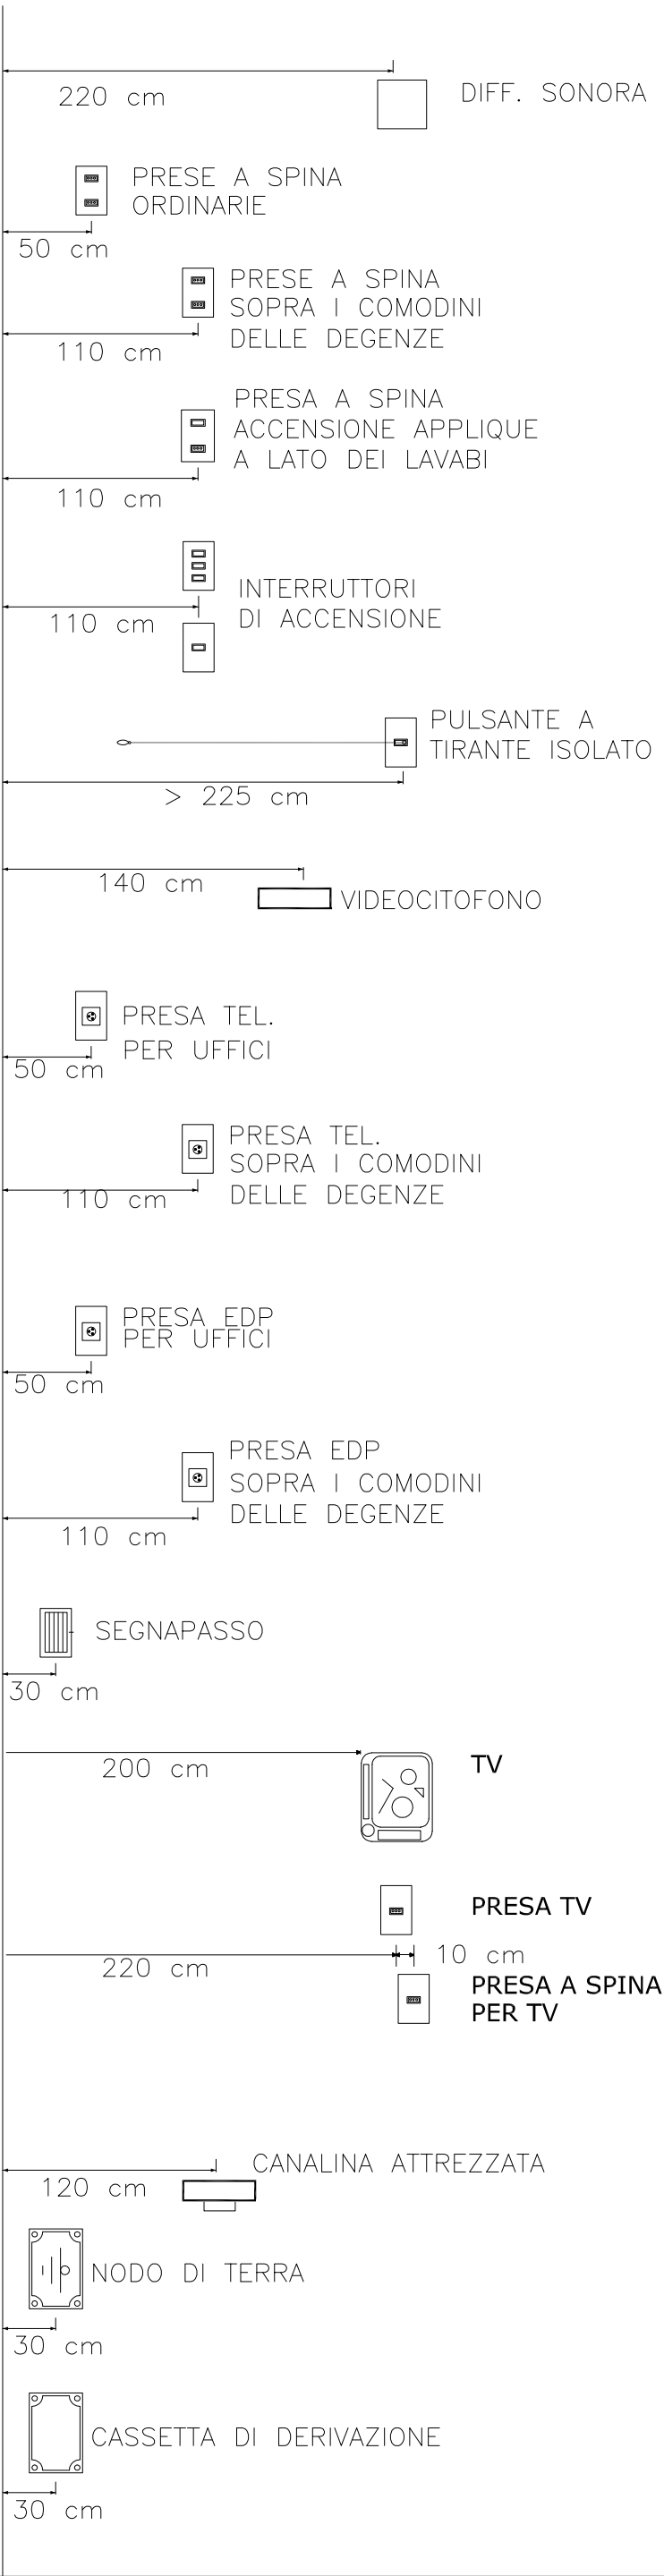 220 cm
DIFF. SONORA
PRESE A SPINA
ORDINARIE
50 cm
PRESE A SPINA
SOPRA I COMODINI
DELLE DEGENZE
110 cm
PRESA A SPINA
ACCENSIONE APPLIQUE
A LATO DEI LAVABI
110 cm
INTERRUTTORI
DI ACCENSIONE
110 cm
PULSANTE A
TIRANTE ISOLATO
> 225 cm
140 cm
VIDEOCITOFONO
PRESA TEL.
PER UFFICI
50 cm
PRESA TEL.
SOPRA I COMODINI
DELLE DEGENZE
110 cm
PRESA EDP
PER UFFICI
50 cm
PRESA EDP
SOPRA I COMODINI
DELLE DEGENZE
110 cm
SEGNAPASSO
30 cm
200 cm
TV
PRESA TV
220 cm
10 cm
PRESA A SPINA
PER TV
CANALINA ATTREZZATA
120 cm
NODO DI TERRA
30 cm
CASSETTA DI DERIVAZIONE
30 cm